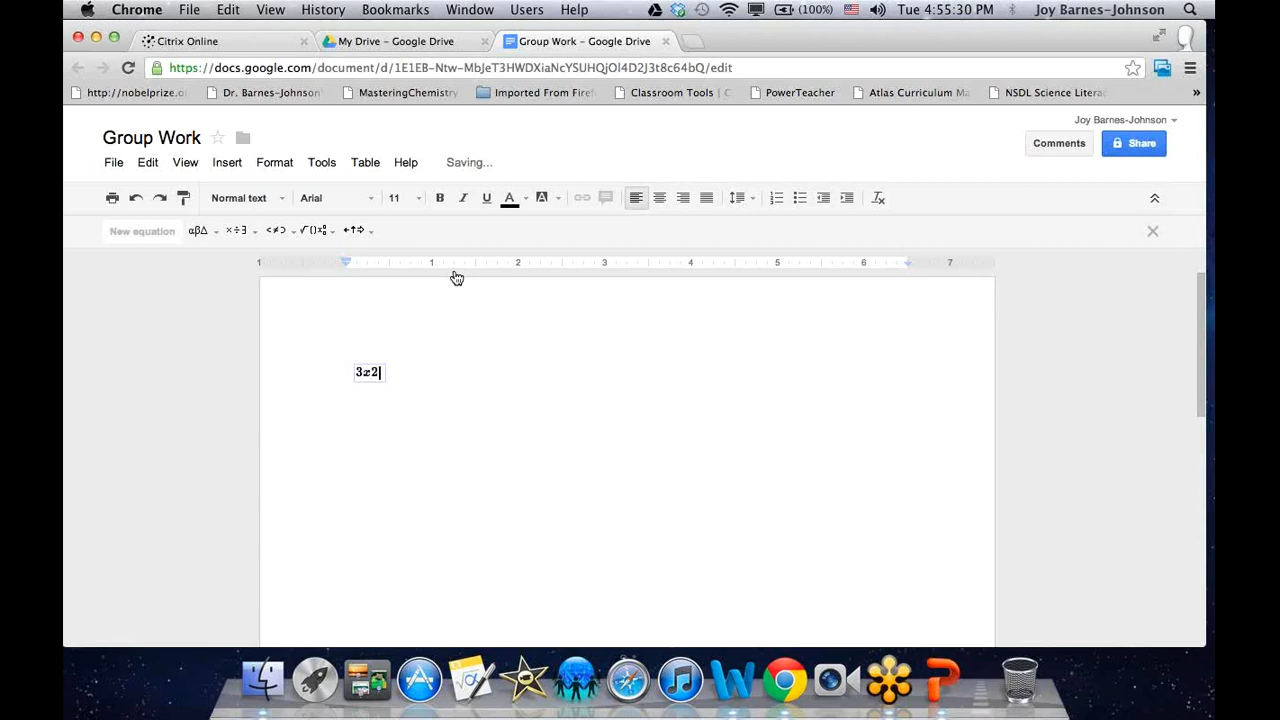 Chrome File Edit View History Bookmarks Window Users Help (100%) Tue 4:55:30 PM Joy Barnes-Johnson
Citrix Online My Drive – Google Drive Group Work – Google Drive
https://docs.google.com/document/d/1E1EB-Ntw-MbJeT3HWDXiaNcYSUHQjOl4D2J3t8c64bQ/edit
http://nobelprize.o Dr. Barnes-Johnson' MasteringChemistry Imported From Firef Classroom Tools | C PowerTeacher Atlas Curriculum Ma NSDL Science Litera »
Joy Barnes-Johnson
Group Work Comments Share
File Edit View Insert Format Tools Table Help Saving...
Normal text Arial 11 B I U A A
New equation αβΔ ×÷∃ <≠⊃ √()x
1 1 2 3 4 5 6 7
3x2